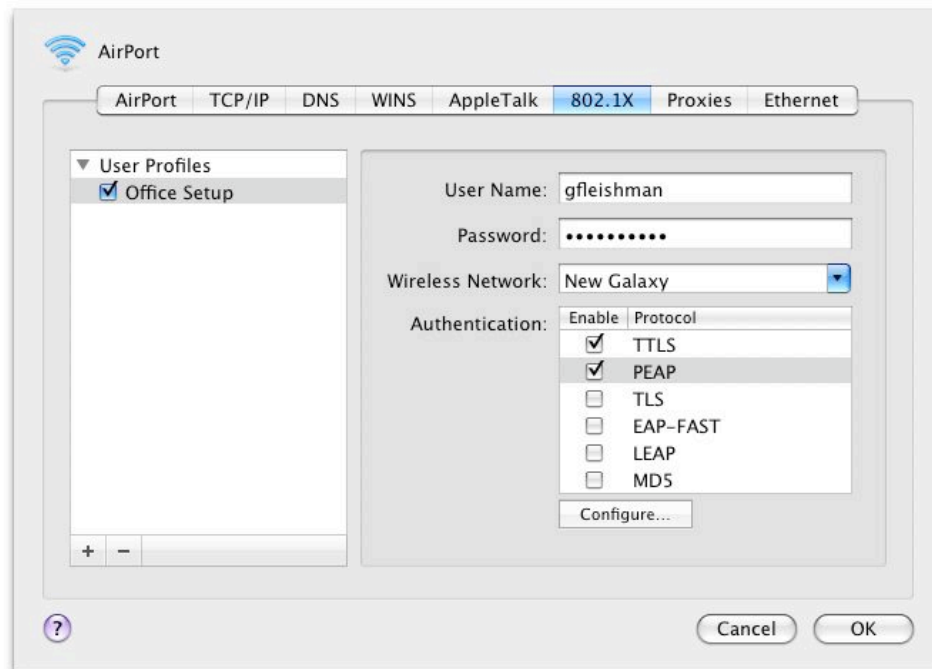 AirPort
AirPort TCP/IP DNS WINS AppleTalk 802.1X Proxies Ethernet
User Profiles
Office Setup
User Name: gfleishman
Password: ••••••••••
Wireless Network: New Galaxy
Authentication:
Enable Protocol
TTLS
PEAP
TLS
EAP-FAST
LEAP
MD5
Configure...
+ −
? Cancel OK